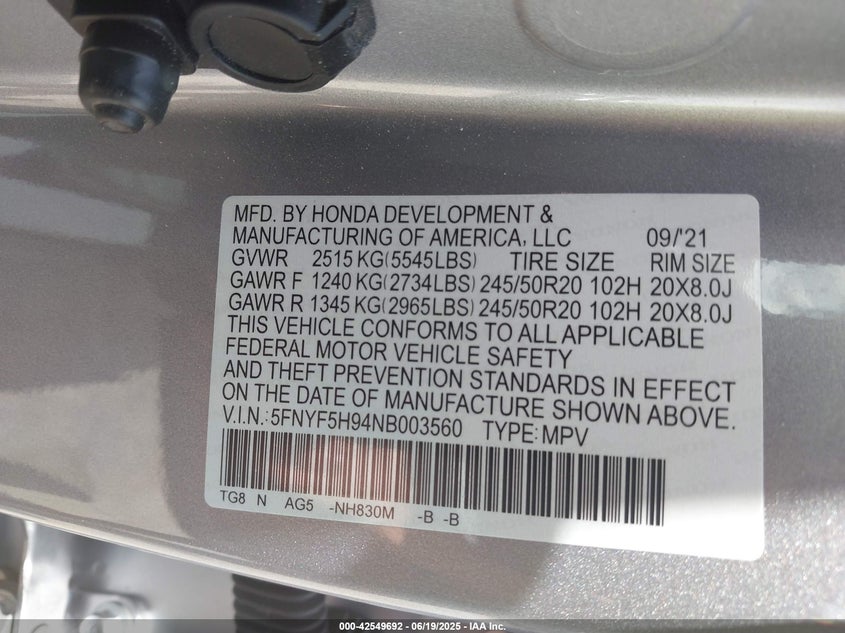 MFD. BY HONDA DEVELOPMENT &
MANUFACTURING OF AMERICA, LLC 09/'21
GVWR 2515 KG(5545LBS) TIRE SIZE RIM SIZE
GAWR F 1240 KG(2734LBS) 245/50R20 102H 20X8.0J
GAWR R 1345 KG(2965LBS) 245/50R20 102H 20X8.0J
THIS VEHICLE CONFORMS TO ALL APPLICABLE
FEDERAL MOTOR VEHICLE SAFETY
AND THEFT PREVENTION STANDARDS IN EFFECT
ON THE DATE OF MANUFACTURE SHOWN ABOVE.
V.I.N.: 5FNYF5H94NB003560 TYPE: MPV
TG8 N AG5 -NH830M -B -B
000-42549692 - 06/19/2025 - IAA Inc.